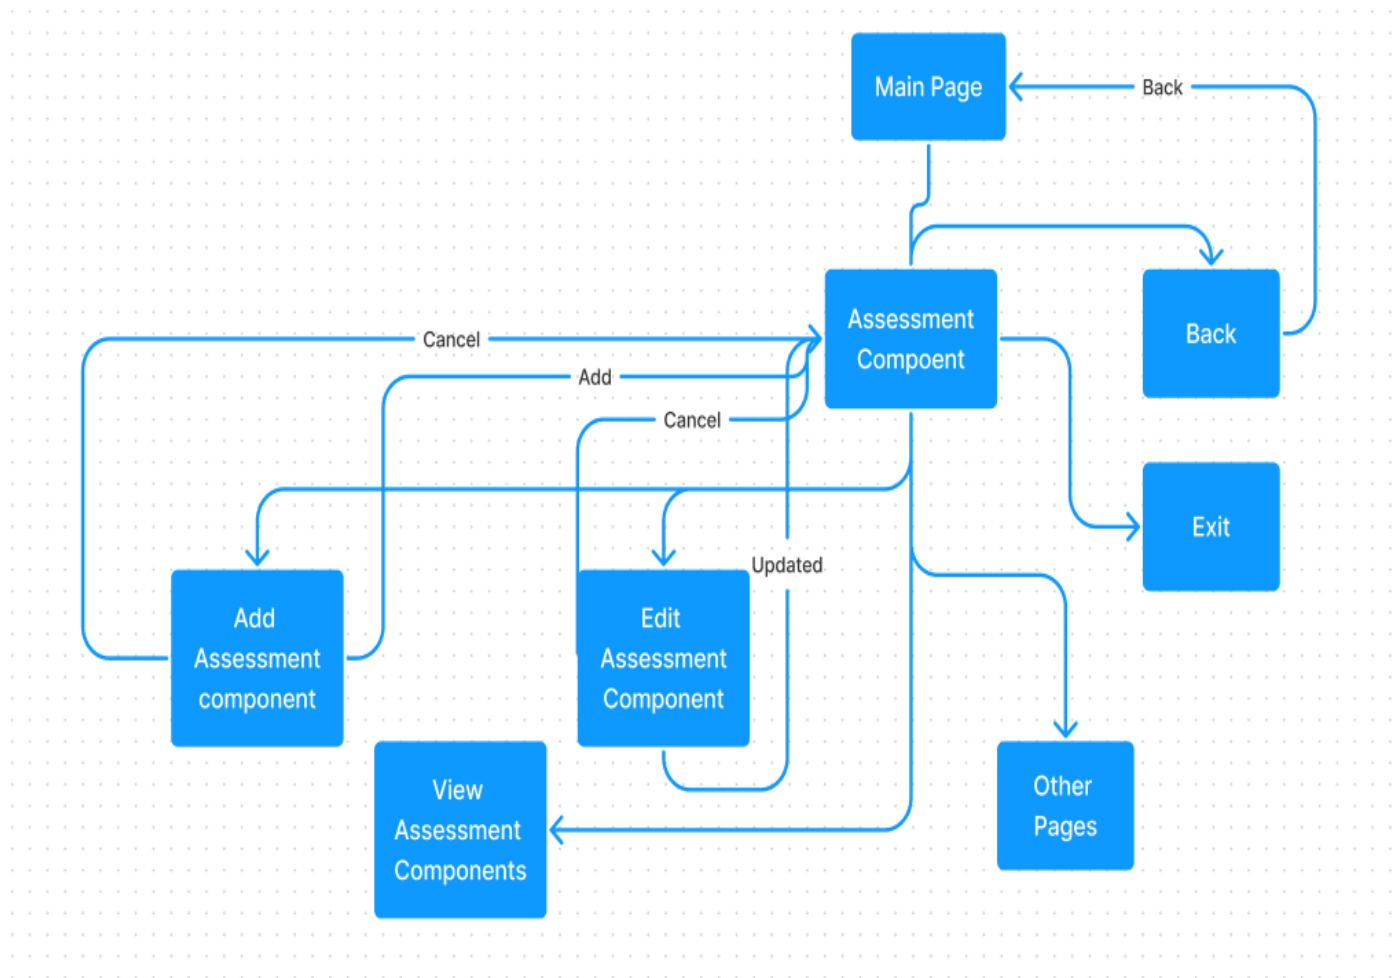 Main Page
Back
Assessment
Compoent
Back
Cancel
Add
Cancel
Exit
Updated
Add
Assessment
component
Edit
Assessment
Component
View
Assessment
Components
Other
Pages